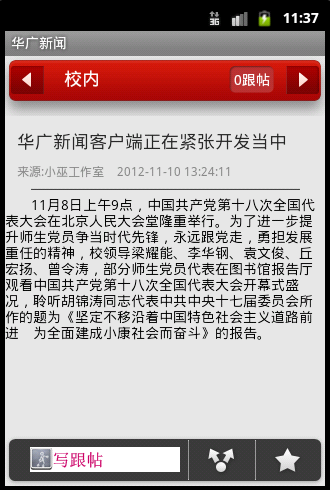 3G 11:37
华广新闻
校内 0跟帖
华广新闻客户端正在紧张开发当中
来源:小巫工作室 2012-11-10 13:24:11
11月8日上午9点，中国共产党第十八次全国代
表大会在北京人民大会堂隆重举行。为了进一步提
升师生党员争当时代先锋，永远跟党走，勇担发展
重任的精神，校领导梁耀能、李华钢、袁文俊、丘
宏扬、曾令涛，部分师生党员代表在图书馆报告厅
观看中国共产党第十八次全国代表大会开幕式盛
况，聆听胡锦涛同志代表中共中央十七届委员会所
作的题为《坚定不移沿着中国特色社会主义道路前
进 为全面建成小康社会而奋斗》的报告。
写跟帖